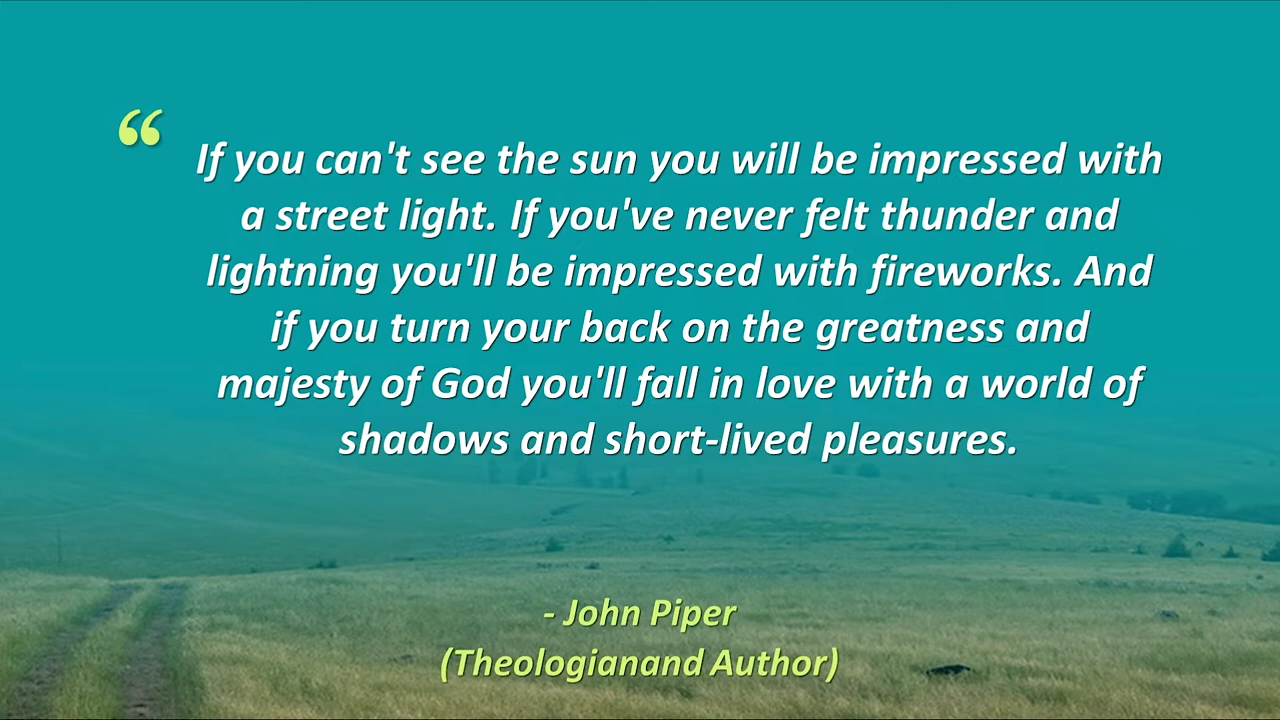 “
If you can't see the sun you will be impressed with
a street light. If you've never felt thunder and
lightning you'll be impressed with fireworks. And
if you turn your back on the greatness and
majesty of God you'll fall in love with a world of
shadows and short-lived pleasures.
- John Piper
(Theologianand Author)